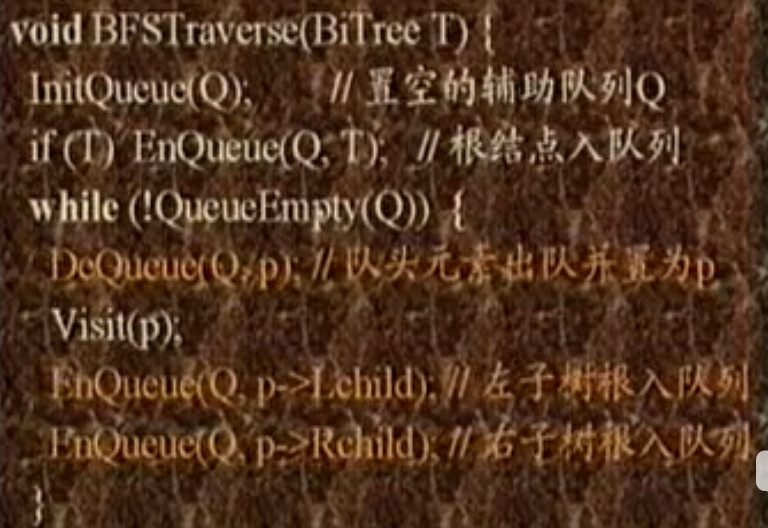 void BFSTraverse(BiTree T) {
InitQueue(Q); // 置空的辅助队列Q
if (T) EnQueue(Q, T); // 根结点入队列
while (!QueueEmpty(Q)) {
DeQueue(Q, p); // 队头元素出队并置为p
Visit(p);
EnQueue(Q, p->Lchild); // 左子树根入队列
EnQueue(Q, p->Rchild); // 右子树根入队列
}